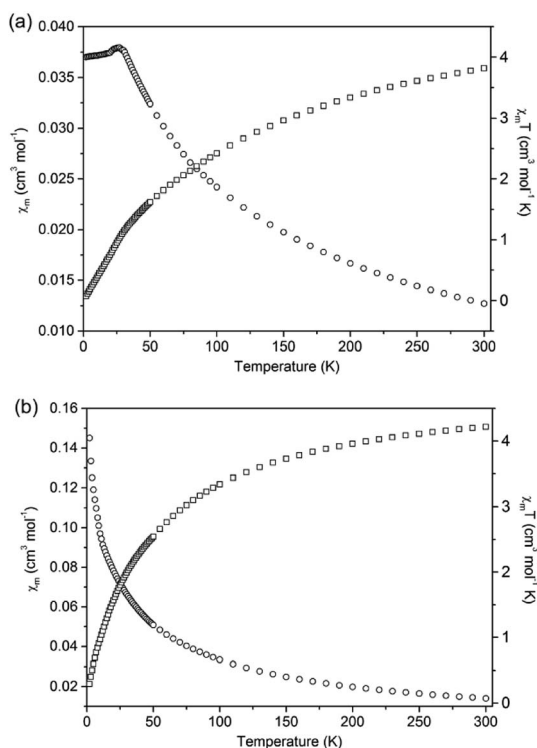 (a)
0.040
0.035
0.030
0.025
0.020
0.015
0.010
χm (cm³ mol⁻¹)
4
3
2
1
0
χmT (cm³ mol⁻¹ K)
0 50 100 150 200 250 300
Temperature (K)
(b)
0.16
0.14
0.12
0.10
0.08
0.06
0.04
0.02
χm (cm³ mol⁻¹)
4
3
2
1
0
χmT (cm³ mol⁻¹ K)
0 50 100 150 200 250 300
Temperature (K)